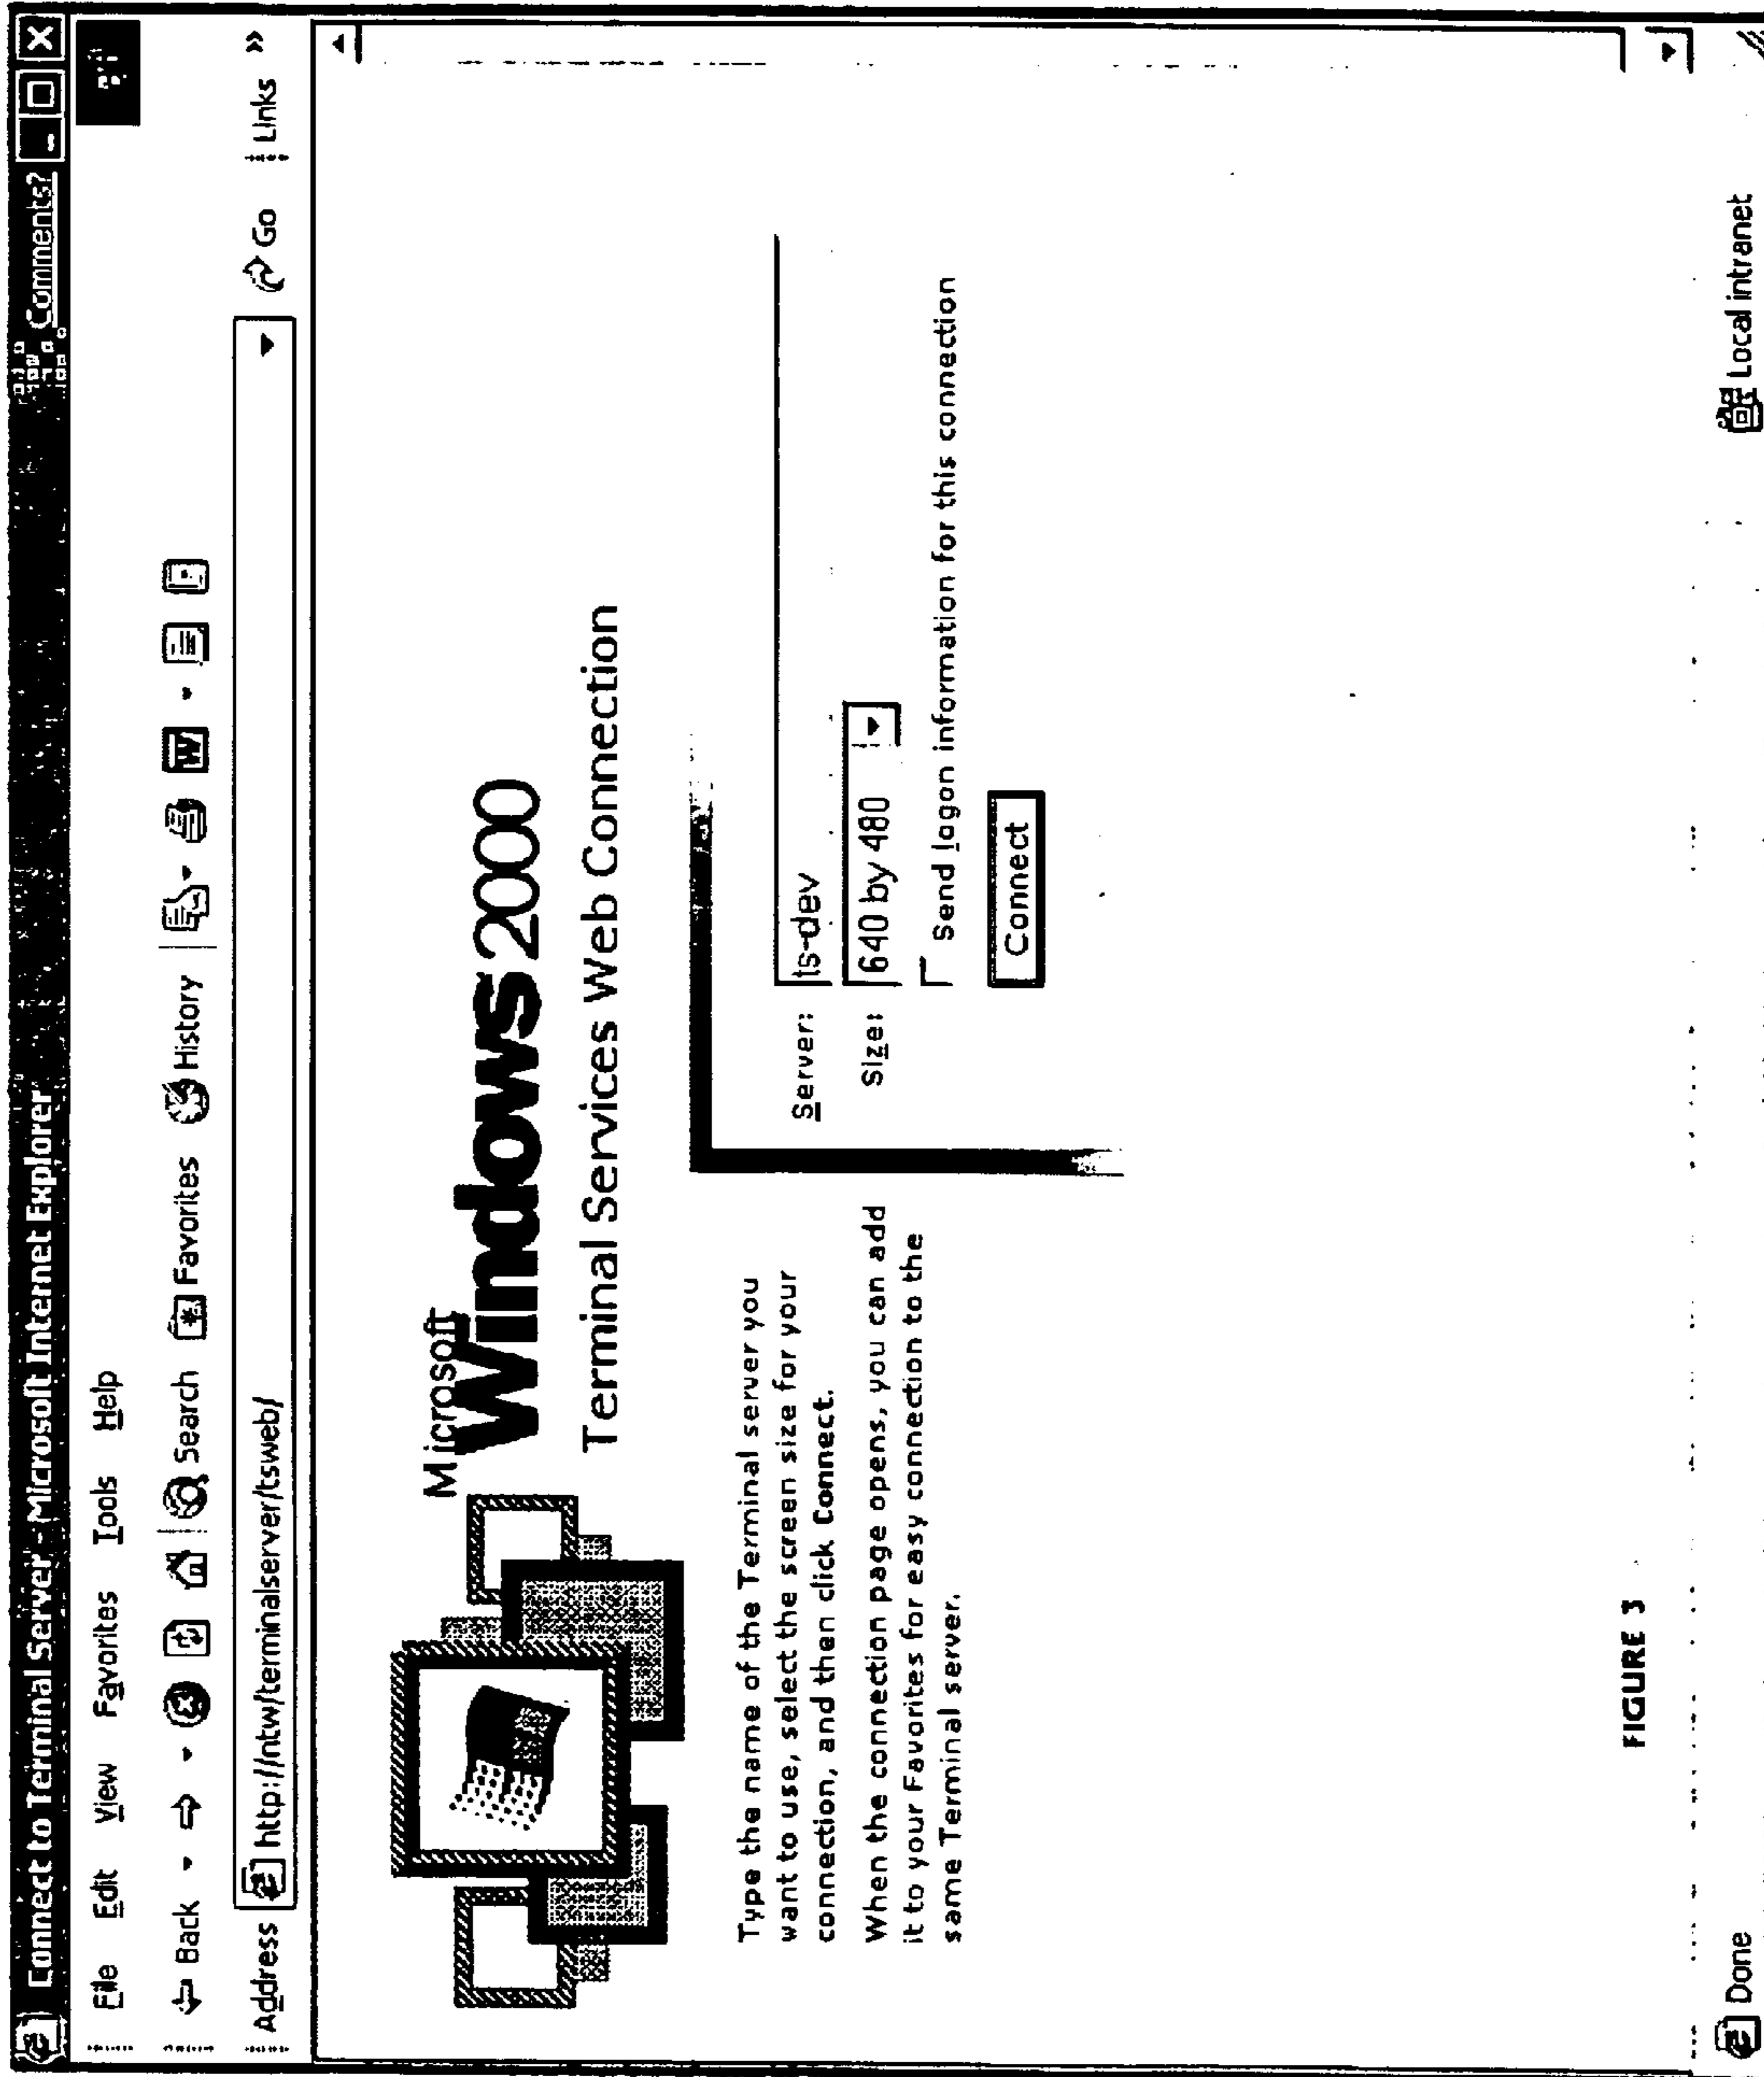 Connect to Terminal Server - Microsoft Internet Explorer Comments?
File Edit View Favorites Tools Help
Back Search Favorites History W
Address http://ntw/terminalserver/tsweb/ Go Links »
Microsoft
Windows 2000
Terminal Services Web Connection
Type the name of the Terminal server you
want to use, select the screen size for your
connection, and then click Connect.
When the connection page opens, you can add
it to your Favorites for easy connection to the
same Terminal server.
Server: ts-dev
Size: 640 by 480
Send logon information for this connection
Connect
FIGURE 3
Done Local intranet